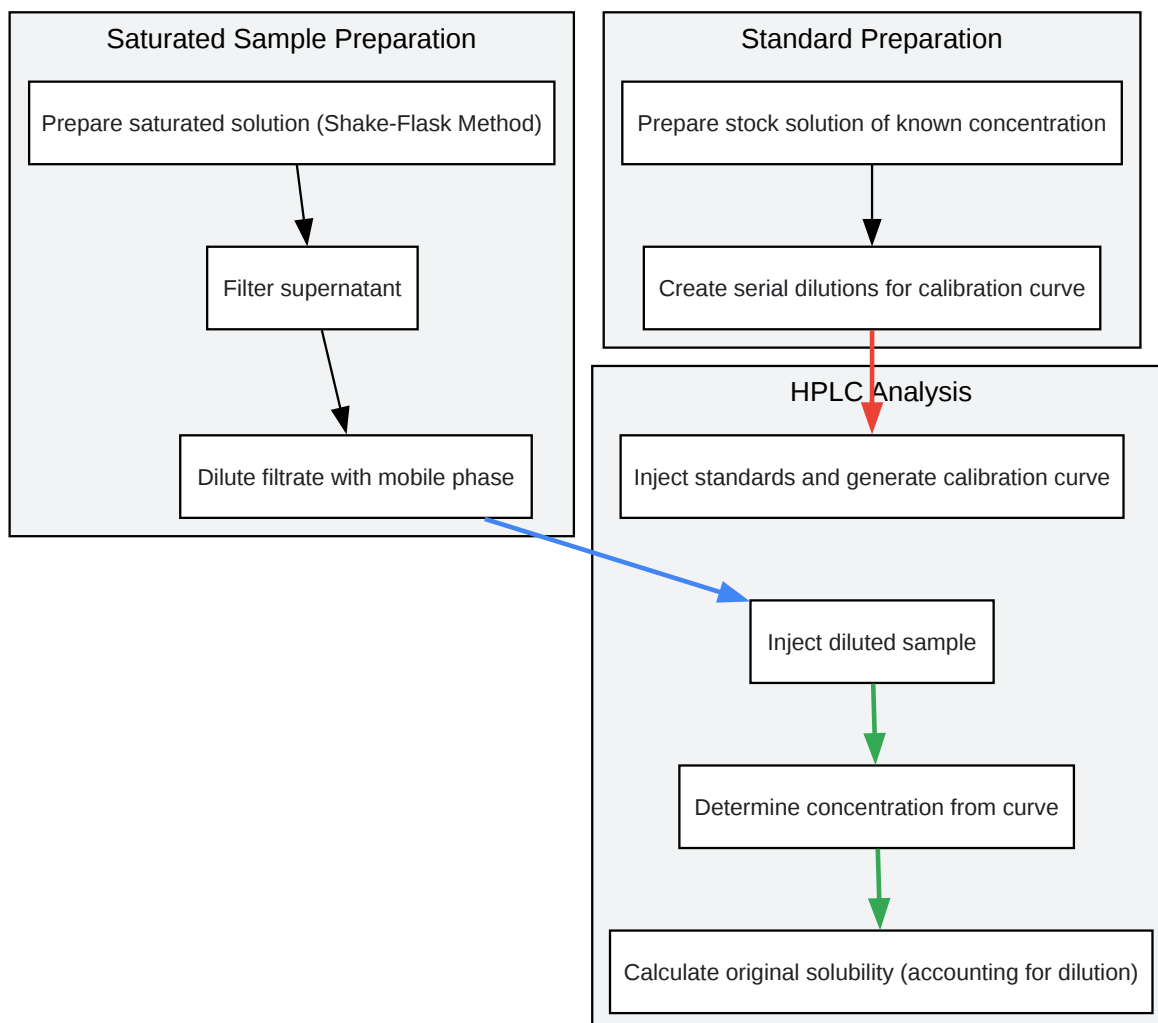 Saturated Sample Preparation
Prepare saturated solution (Shake-Flask Method)
Filter supernatant
Dilute filtrate with mobile phase
Standard Preparation
Prepare stock solution of known concentration
Create serial dilutions for calibration curve
HPLC Analysis
Inject standards and generate calibration curve
Inject diluted sample
Determine concentration from curve
Calculate original solubility (accounting for dilution)